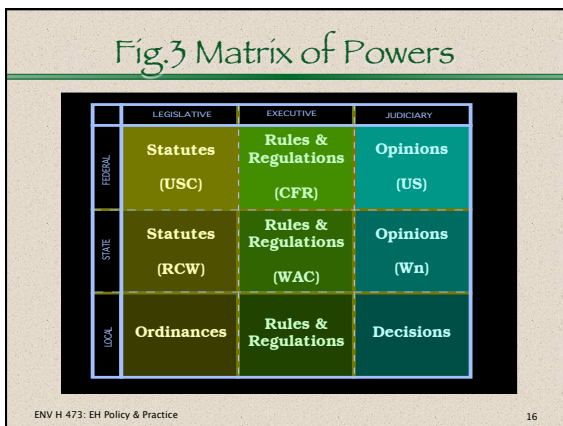 Fig.3 Matrix of Powers
LEGISLATIVE EXECUTIVE JUDICIARY
FEDERAL
Statutes
(USC)
Rules &
Regulations
(CFR)
Opinions
(US)
STATE
Statutes
(RCW)
Rules &
Regulations
(WAC)
Opinions
(Wn)
LOCAL
Ordinances
Rules &
Regulations
Decisions
ENV H 473: EH Policy & Practice 16